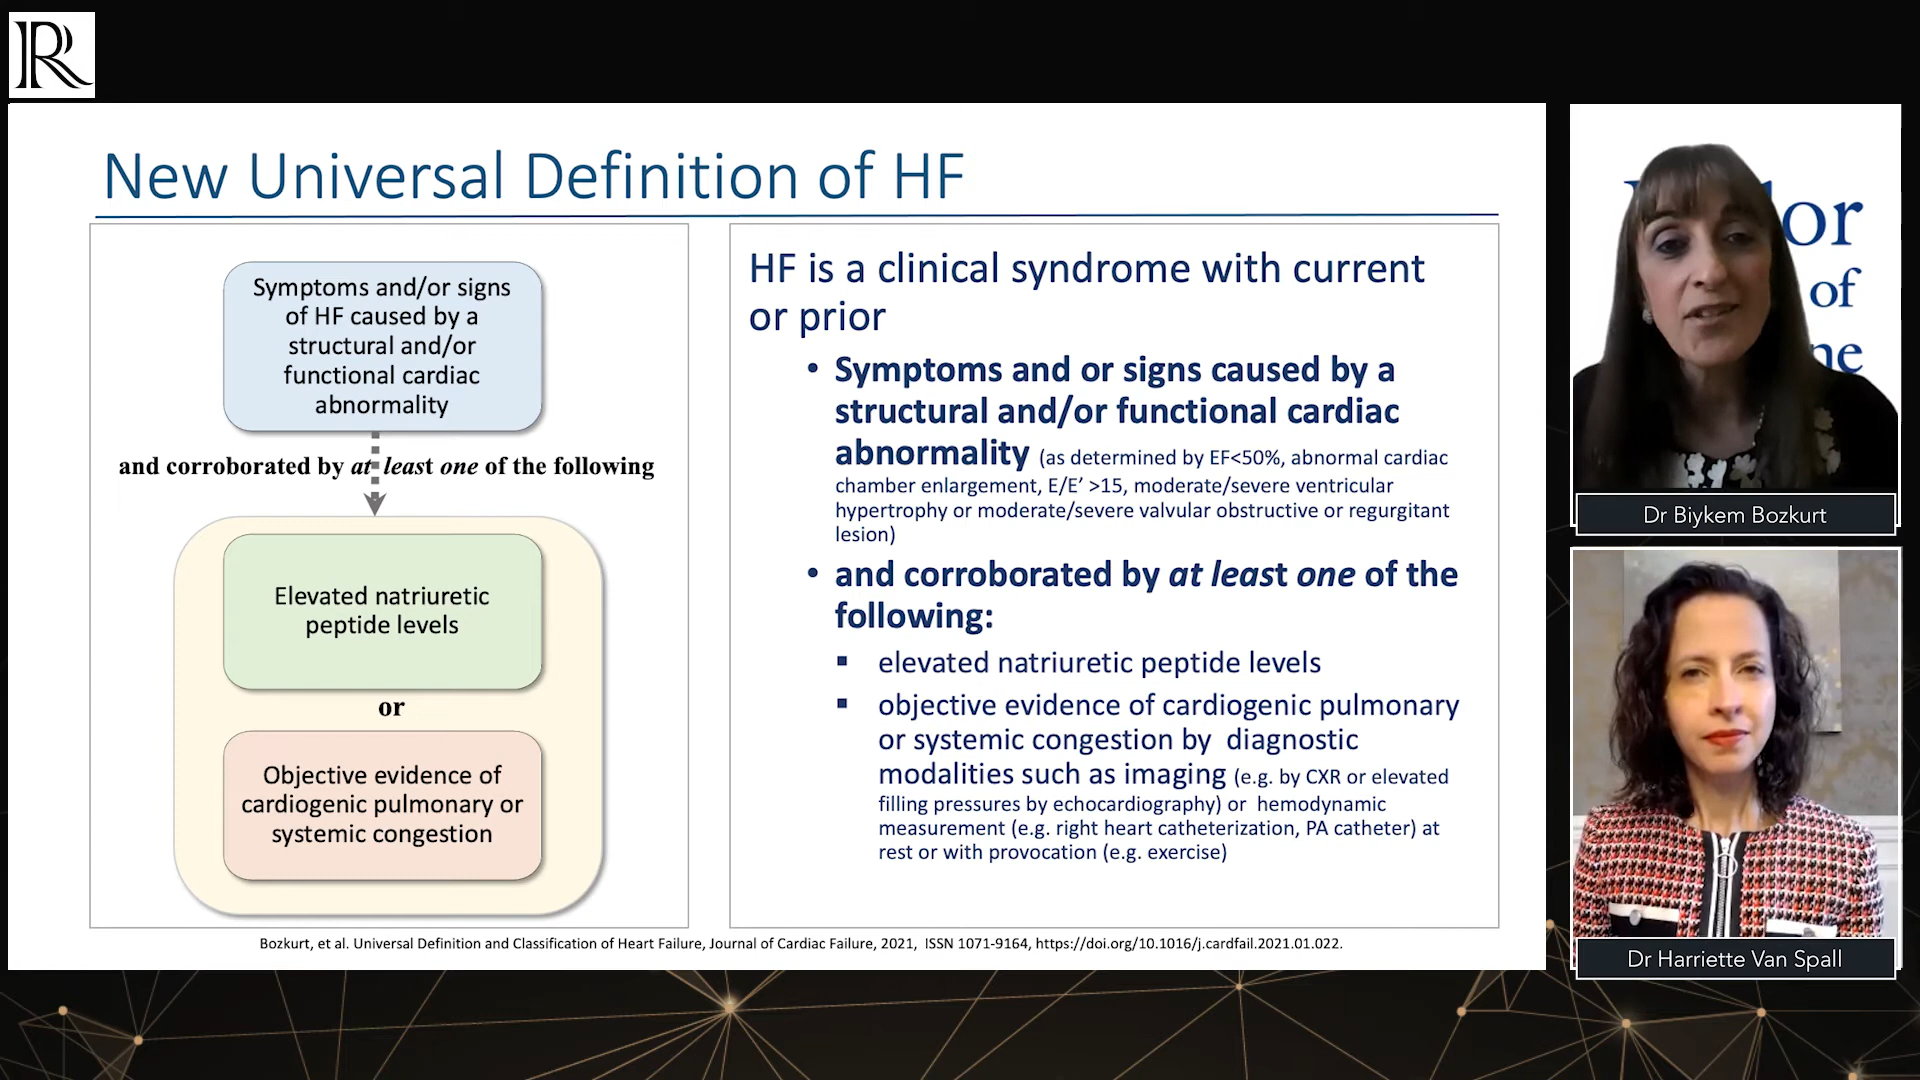 R
New Universal Definition of HF
Symptoms and/or signs
of HF caused by a
structural and/or
functional cardiac
abnormality
and corroborated by at least one of the following
Elevated natriuretic
peptide levels
or
Objective evidence of
cardiogenic pulmonary or
systemic congestion
HF is a clinical syndrome with current
or prior
• Symptoms and or signs caused by a
structural and/or functional cardiac
abnormality (as determined by EF<50%, abnormal cardiac
chamber enlargement, E/E’ >15, moderate/severe ventricular
hypertrophy or moderate/severe valvular obstructive or regurgitant
lesion)
• and corroborated by at least one of the
following:
▪ elevated natriuretic peptide levels
▪ objective evidence of cardiogenic pulmonary
or systemic congestion by diagnostic
modalities such as imaging (e.g. by CXR or elevated
filling pressures by echocardiography) or hemodynamic
measurement (e.g. right heart catheterization, PA catheter) at
rest or with provocation (e.g. exercise)
Bozkurt, et al. Universal Definition and Classification of Heart Failure, Journal of Cardiac Failure, 2021, ISSN 1071-9164, https://doi.org/10.1016/j.cardfail.2021.01.022.
of
Dr Biykem Bozkurt
Dr Harriette Van Spall